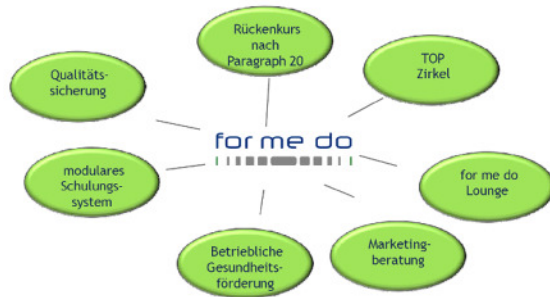 Rückenkurs
nach
Paragraph 20
TOP
Zirkel
Qualitäts-
sicherung
for me do
modulares
Schulungs-
system
for me do
Lounge
Betriebliche
Gesundheits-
förderung
Marketing-
beratung